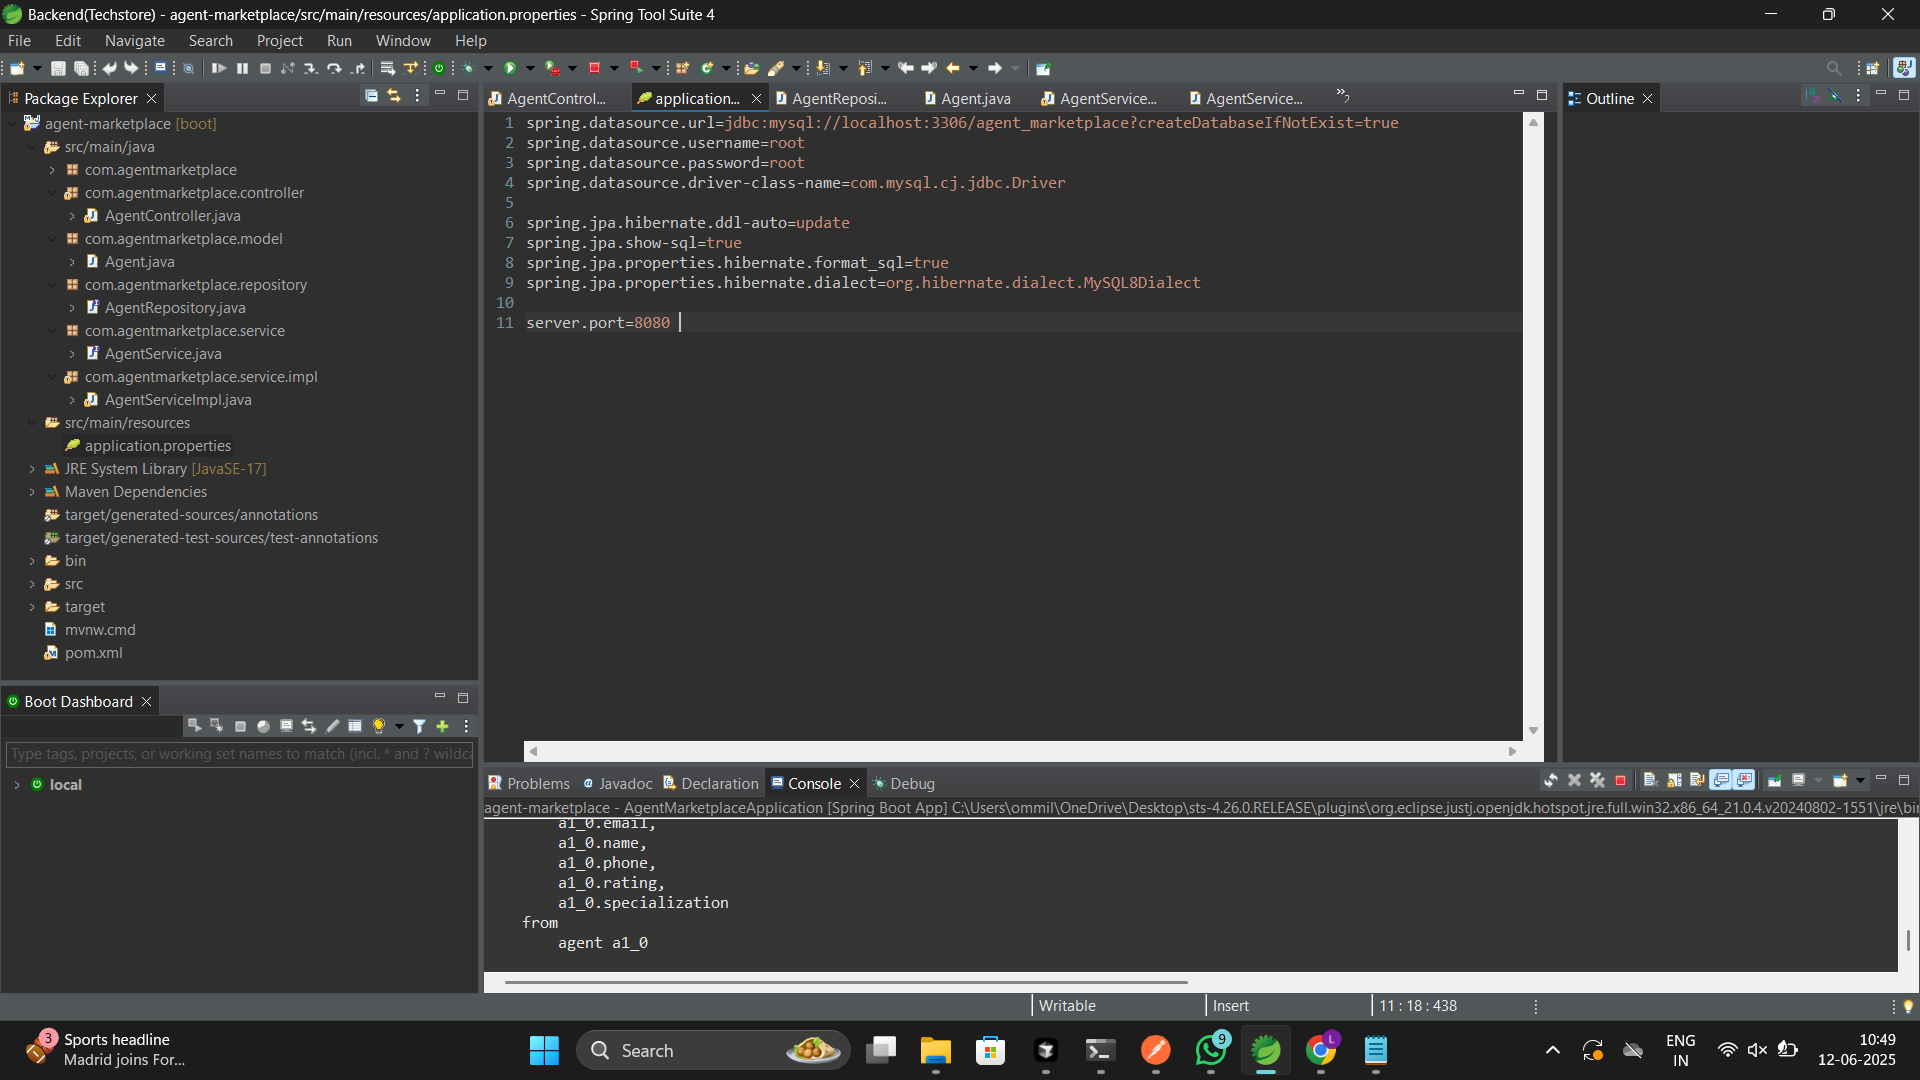 Backend(Techstore) - agent-marketplace/src/main/resources/application.properties - Spring Tool Suite 4
File Edit Navigate Search Project Run Window Help
Package Explorer
agent-marketplace [boot]
src/main/java
com.agentmarketplace
com.agentmarketplace.controller
AgentController.java
com.agentmarketplace.model
Agent.java
com.agentmarketplace.repository
AgentRepository.java
com.agentmarketplace.service
AgentService.java
com.agentmarketplace.service.impl
AgentServiceImpl.java
src/main/resources
application.properties
JRE System Library [JavaSE-17]
Maven Dependencies
target/generated-sources/annotations
target/generated-test-sources/test-annotations
bin
src
target
mvnw.cmd
pom.xml
Boot Dashboard
Type tags, projects, or working set names to match (incl. * and ? wildca
local
AgentControl... application... AgentReposi... Agent.java AgentService... AgentService... »7
1 spring.datasource.url=jdbc:mysql://localhost:3306/agent_marketplace?createDatabaseIfNotExist=true
2 spring.datasource.username=root
3 spring.datasource.password=root
4 spring.datasource.driver-class-name=com.mysql.cj.jdbc.Driver
5
6 spring.jpa.hibernate.ddl-auto=update
7 spring.jpa.show-sql=true
8 spring.jpa.properties.hibernate.format_sql=true
9 spring.jpa.properties.hibernate.dialect=org.hibernate.dialect.MySQL8Dialect
10
11 server.port=8080
Outline
Problems Javadoc Declaration Console Debug
agent-marketplace - AgentMarketplaceApplication [Spring Boot App] C:\Users\ommil\OneDrive\Desktop\sts-4.26.0.RELEASE\plugins\org.eclipse.justj.openjdk.hotspot.jre.full.win32.x86_64_21.0.4.v20240802-1551\jre\bin
a1_0.email,
a1_0.name,
a1_0.phone,
a1_0.rating,
a1_0.specialization
from
agent a1_0
Writable Insert 11 : 18 : 438
3
Sports headline
Madrid joins For...
Search
9
L
ENG
IN
10:49
12-06-2025